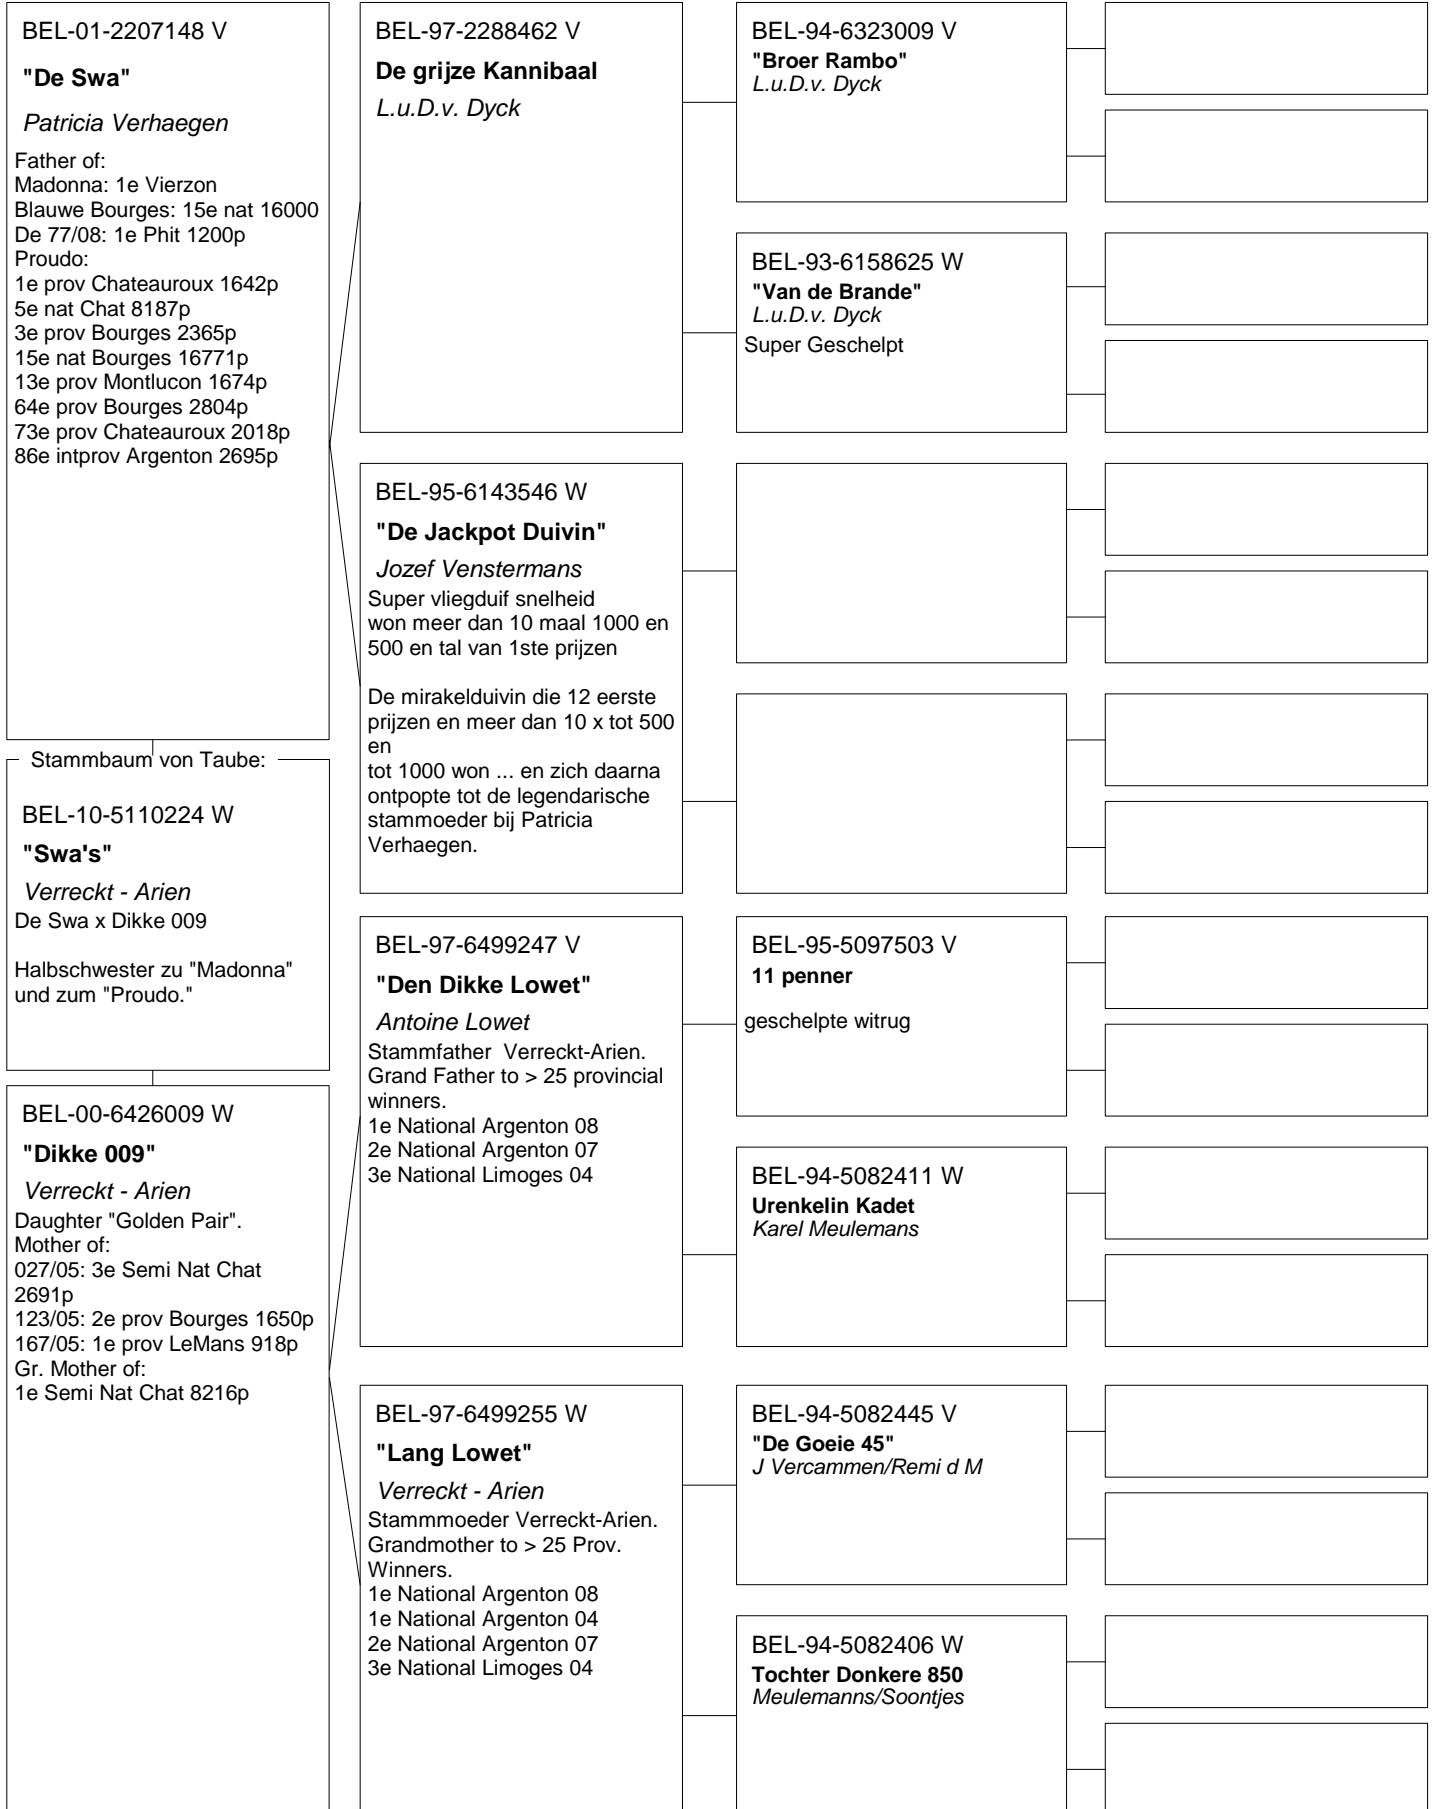 BEL-01-2207148 V
"De Swa"
Patricia Verhaegen
Father of:
Madonna: 1e Vierzon
Blauwe Bourges: 15e nat 16000
De 77/08: 1e Phit 1200p
Proudo:
1e prov Chateauroux 1642p
5e nat Chat 8187p
3e prov Bourges 2365p
15e nat Bourges 16771p
13e prov Montlucon 1674p
64e prov Bourges 2804p
73e prov Chateauroux 2018p
86e intprov Argenton 2695p
Stammbaum von Taube:
BEL-10-5110224 W
"Swa's"
Verreckt - Arien
De Swa x Dikke 009
Halbschwester zu "Madonna"
und zum "Proudo."
BEL-00-6426009 W
"Dikke 009"
Verreckt - Arien
Daughter "Golden Pair".
Mother of:
027/05: 3e Semi Nat Chat
2691p
123/05: 2e prov Bourges 1650p
167/05: 1e prov LeMans 918p
Gr. Mother of:
1e Semi Nat Chat 8216p
BEL-97-2288462 V
De grijze Kannibaal
L.u.D.v. Dyck
BEL-95-6143546 W
"De Jackpot Duivin"
Jozef Venstermans
Super vliegduif snelheid
won meer dan 10 maal 1000 en
500 en tal van 1ste prijzen
De mirakelduivin die 12 eerste
prijzen en meer dan 10 x tot 500
en
tot 1000 won ... en zich daarna
ontpopte tot de legendarische
stammoeder bij Patricia
Verhaegen.
BEL-97-6499247 V
"Den Dikke Lowet"
Antoine Lowet
Stammfather  Verreckt-Arien.
Grand Father to > 25 provincial
winners.
1e National Argenton 08
2e National Argenton 07
3e National Limoges 04
BEL-97-6499255 W
"Lang Lowet"
Verreckt - Arien
Stammmoeder Verreckt-Arien.
Grandmother to > 25 Prov.
Winners.
1e National Argenton 08
1e National Argenton 04
2e National Argenton 07
3e National Limoges 04
BEL-94-6323009 V
"Broer Rambo"
L.u.D.v. Dyck
BEL-93-6158625 W
"Van de Brande"
L.u.D.v. Dyck
Super Geschelpt
BEL-95-5097503 V
11 penner
geschelpte witrug
BEL-94-5082411 W
Urenkelin Kadet
Karel Meulemans
BEL-94-5082445 V
"De Goeie 45"
J Vercammen/Remi d M
BEL-94-5082406 W
Tochter Donkere 850
Meulemanns/Soontjes